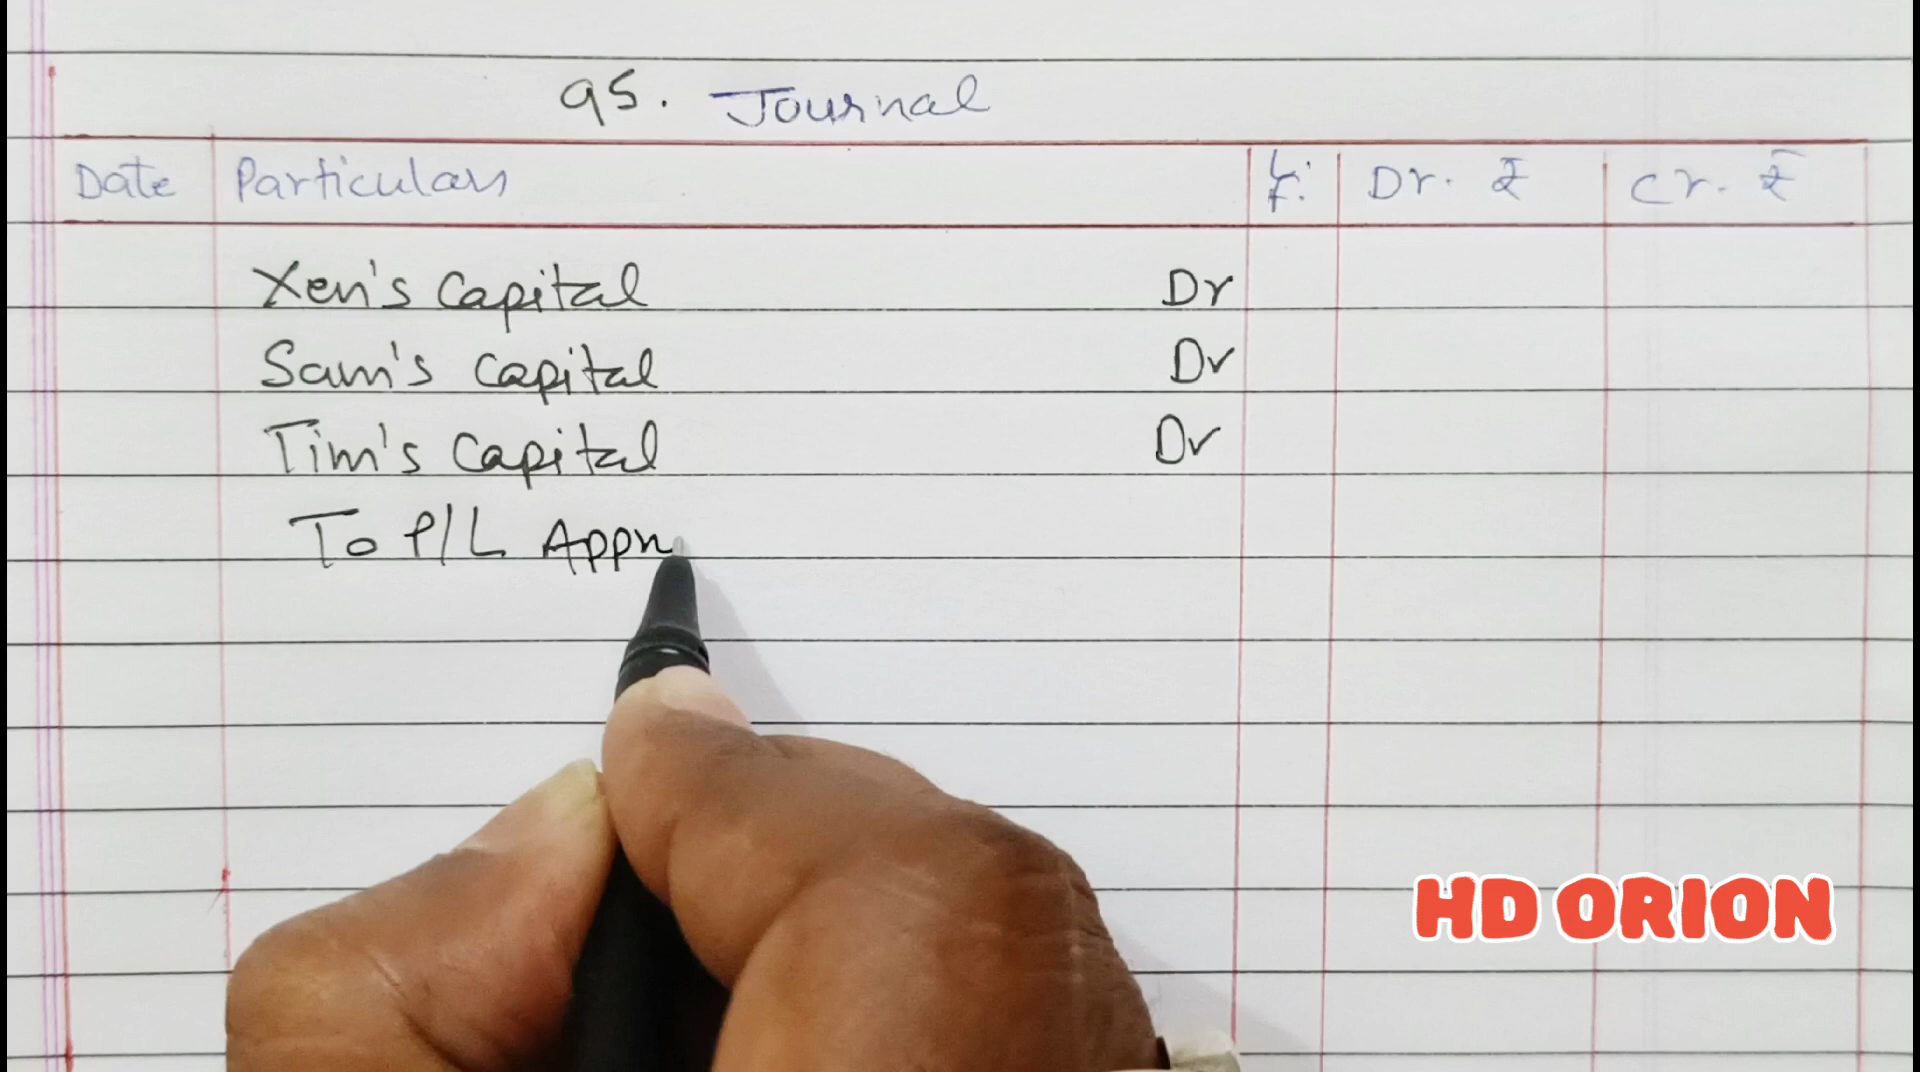 95. Journal
Date Particulars L.F. Dr. ₹ Cr. ₹
Xen's Capital Dr
Sam's Capital Dr
Tim's Capital Dr
To P/L Appn
HD ORION